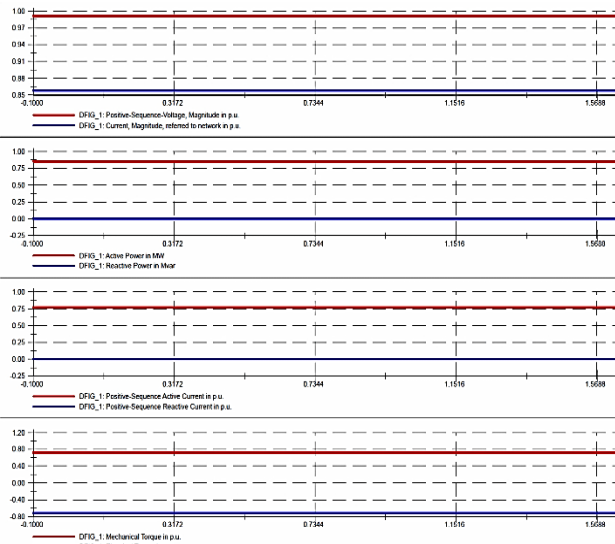 1.00
0.97
0.94
0.91
0.88
0.85
-0.1000 0.3172 0.7344 1.1516 1.5688
DFIG_1: Positive-Sequence-Voltage, Magnitude in p.u.
DFIG_1: Current, Magnitude, referred to network in p.u.
1.00
0.75
0.50
0.25
0.00
-0.25
-0.1000 0.3172 0.7344 1.1516 1.5688
DFIG_1: Active Power in MW
DFIG_1: Reactive Power in Mvar
1.00
0.75
0.50
0.25
0.00
-0.25
-0.1000 0.3172 0.7344 1.1516 1.5688
DFIG_1: Positive-Sequence Active Current in p.u.
DFIG_1: Positive-Sequence Reactive Current in p.u.
1.20
0.80
0.40
0.00
-0.40
-0.80
-0.1000 0.3172 0.7344 1.1516 1.5688
DFIG_1: Mechanical Torque in p.u.